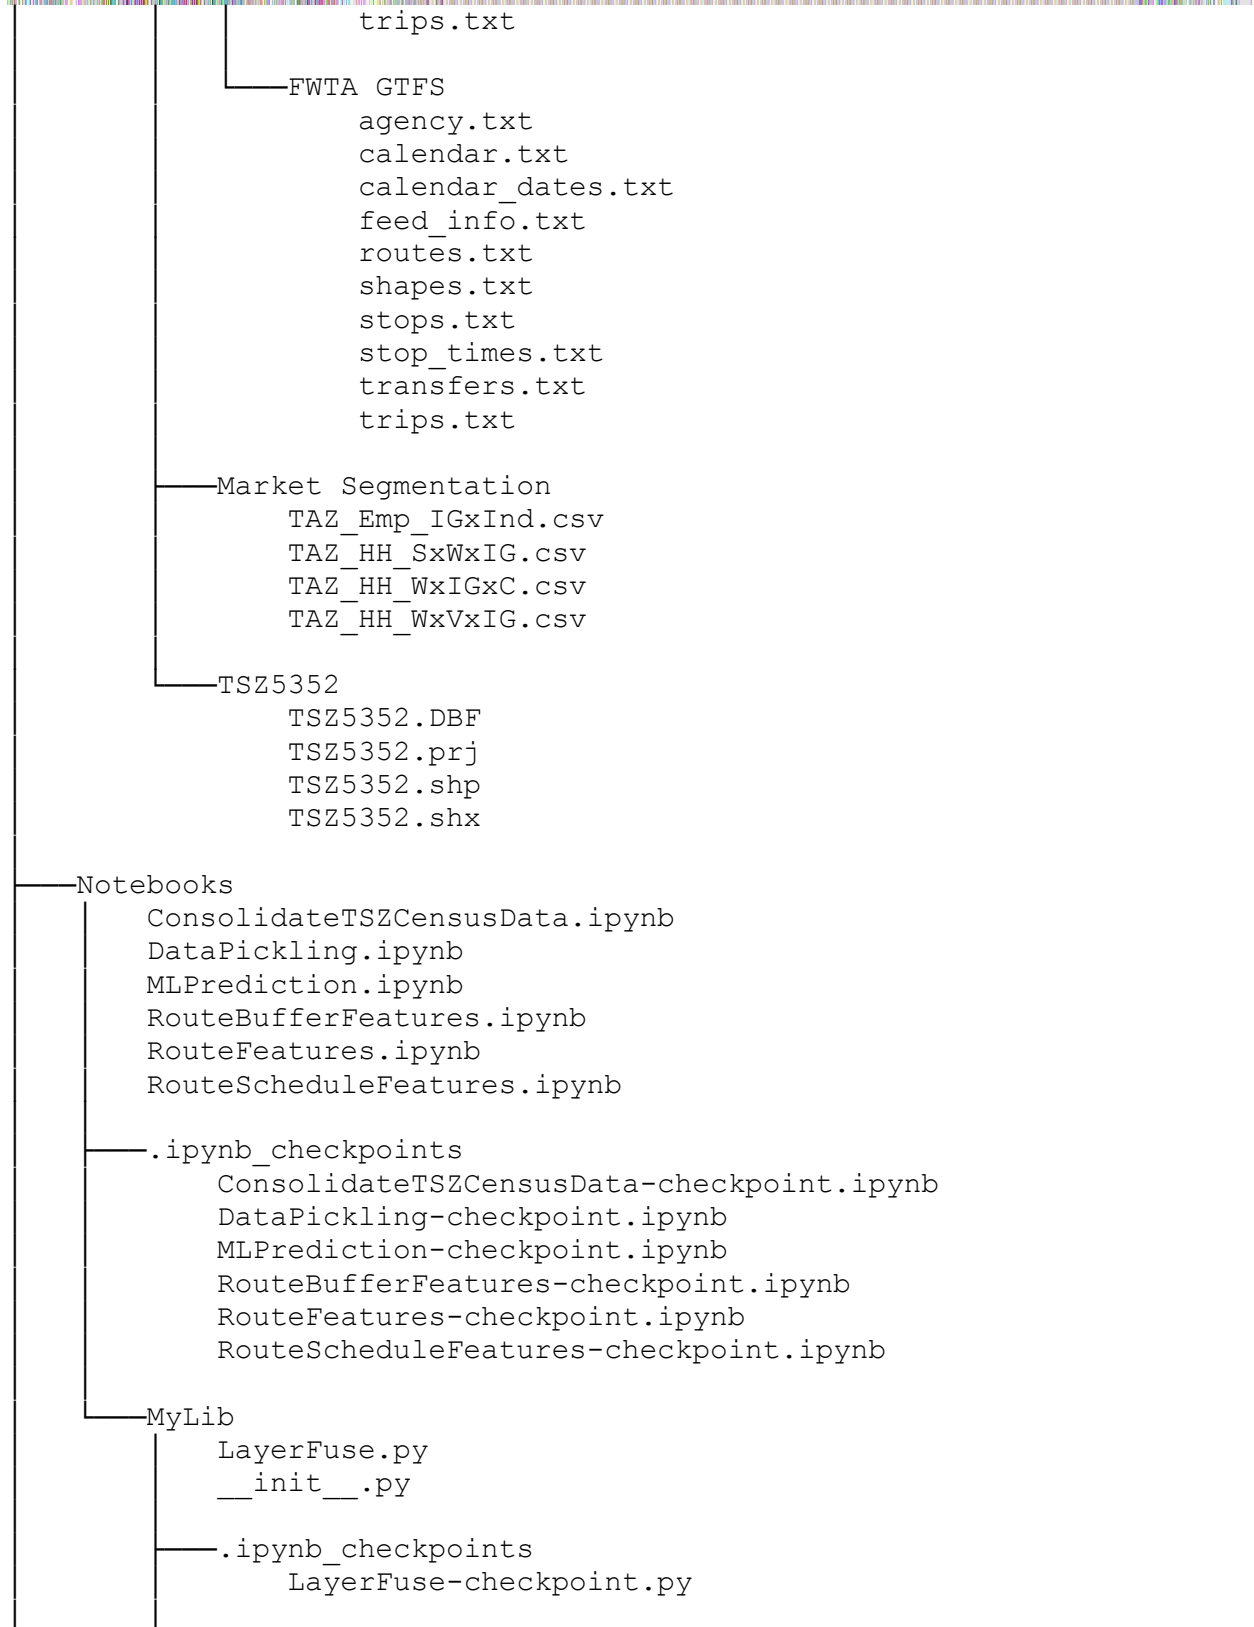 trips.txt
FWTA GTFS
agency.txt
calendar.txt
calendar_dates.txt
feed_info.txt
routes.txt
shapes.txt
stops.txt
stop_times.txt
transfers.txt
trips.txt
Market Segmentation
TAZ_Emp_IGxInd.csv
TAZ_HH_SxWxIG.csv
TAZ_HH_WxIGxC.csv
TAZ_HH_WxVxIG.csv
TSZ5352
TSZ5352.DBF
TSZ5352.prj
TSZ5352.shp
TSZ5352.shx
Notebooks
ConsolidateTSZCensusData.ipynb
DataPickling.ipynb
MLPrediction.ipynb
RouteBufferFeatures.ipynb
RouteFeatures.ipynb
RouteScheduleFeatures.ipynb
.ipynb_checkpoints
ConsolidateTSZCensusData-checkpoint.ipynb
DataPickling-checkpoint.ipynb
MLPrediction-checkpoint.ipynb
RouteBufferFeatures-checkpoint.ipynb
RouteFeatures-checkpoint.ipynb
RouteScheduleFeatures-checkpoint.ipynb
MyLib
LayerFuse.py
__init__.py
.ipynb_checkpoints
LayerFuse-checkpoint.py